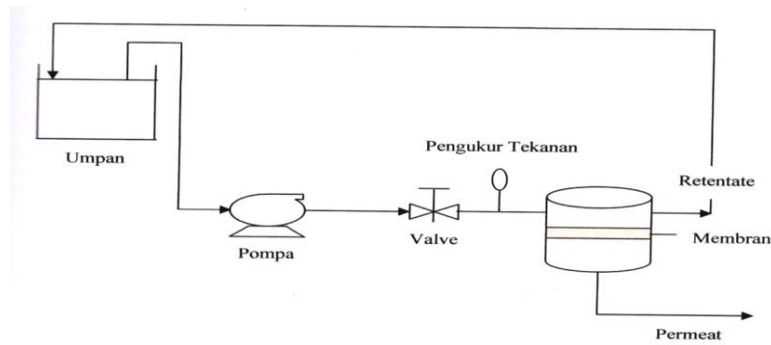 Umpan
Pengukur Tekanan
Retentate
Pompa
Valve
Membran
Permeat